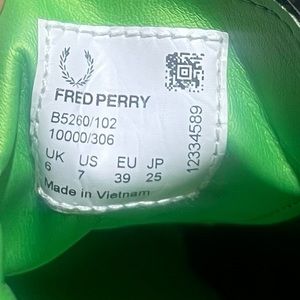 FRED PERRY
B5260/102
10000/306
UK US EU JP
6 7 39 25
Made in Vietnam
12334589